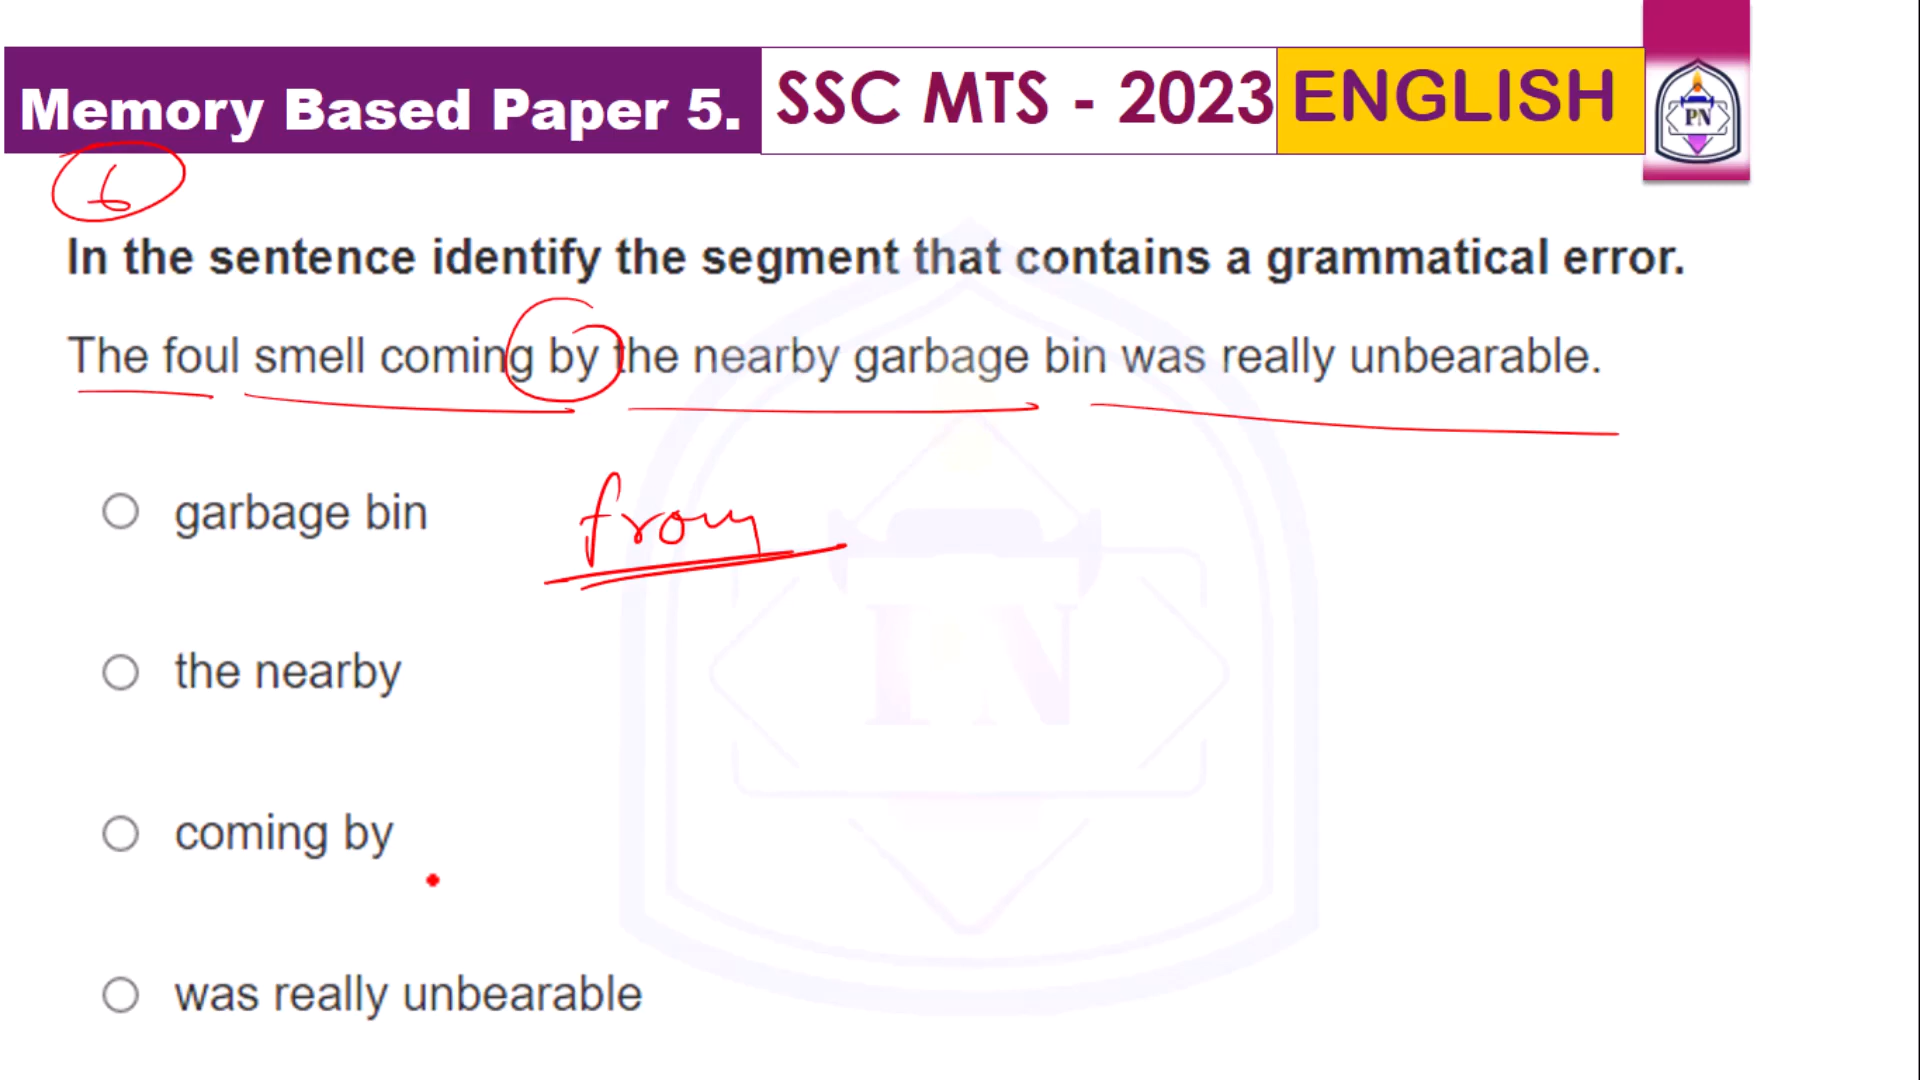 Memory Based Paper 5. SSC MTS - 2023 ENGLISH
PN
6
In the sentence identify the segment that contains a grammatical error.
The foul smell coming by the nearby garbage bin was really unbearable.
garbage bin
from
the nearby
PN
coming by
was really unbearable